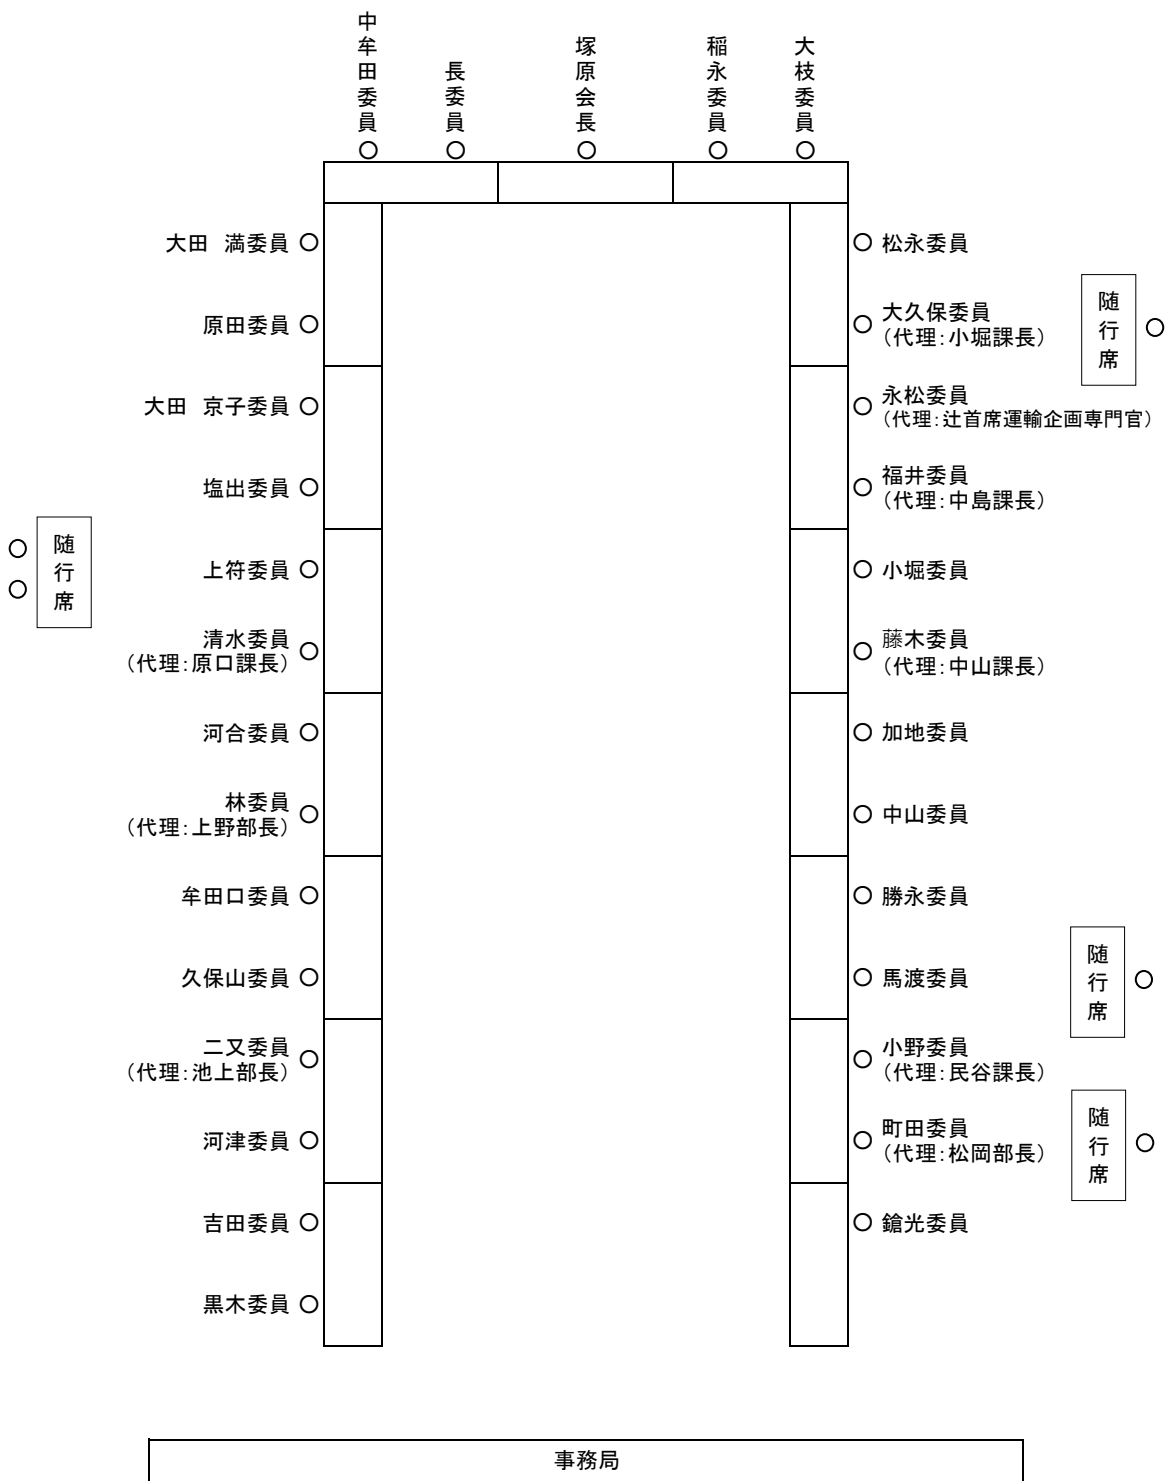 中牟田委員
長委員
塚原会長
稲永委員
大枝委員
大田　満委員
原田委員
大田　京子委員
塩出委員
上符委員
清水委員
（代理：原口課長）
河合委員
林委員
（代理：上野部長）
牟田口委員
久保山委員
二又委員
（代理：池上部長）
河津委員
吉田委員
黒木委員
随行席
松永委員
大久保委員
（代理：小堀課長）
永松委員
（代理：辻首席運輸企画専門官）
福井委員
（代理：中島課長）
小堀委員
藤木委員
（代理：中山課長）
加地委員
中山委員
勝永委員
馬渡委員
小野委員
（代理：民谷課長）
町田委員
（代理：松岡部長）
鎗光委員
随行席
随行席
随行席
事務局